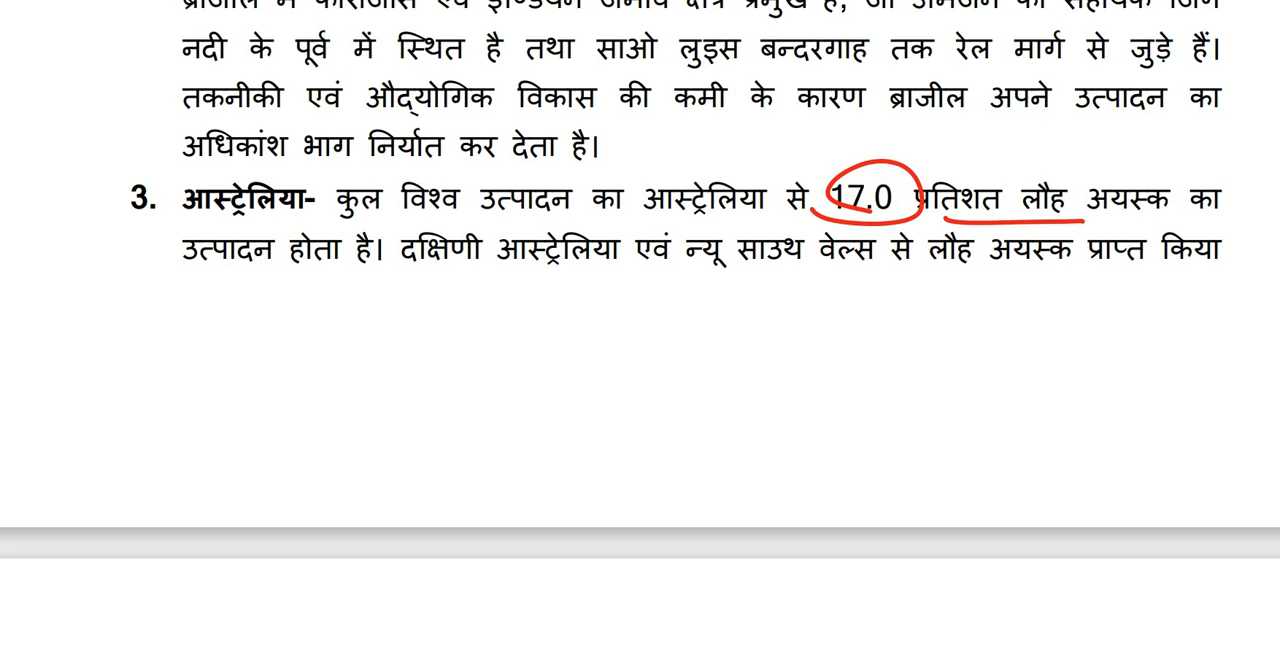 नदी के पूर्व में स्थित है तथा साओ लुइस बन्दरगाह तक रेल मार्ग से जुड़े हैं।
तकनीकी एवं औद्योगिक विकास की कमी के कारण ब्राजील अपने उत्पादन का
अधिकांश भाग निर्यात कर देता है।
3. आस्ट्रेलिया- कुल विश्व उत्पादन का आस्ट्रेलिया से 17.0 प्रतिशत लौह अयस्क का
उत्पादन होता है। दक्षिणी आस्ट्रेलिया एवं न्यू साउथ वेल्स से लौह अयस्क प्राप्त किया